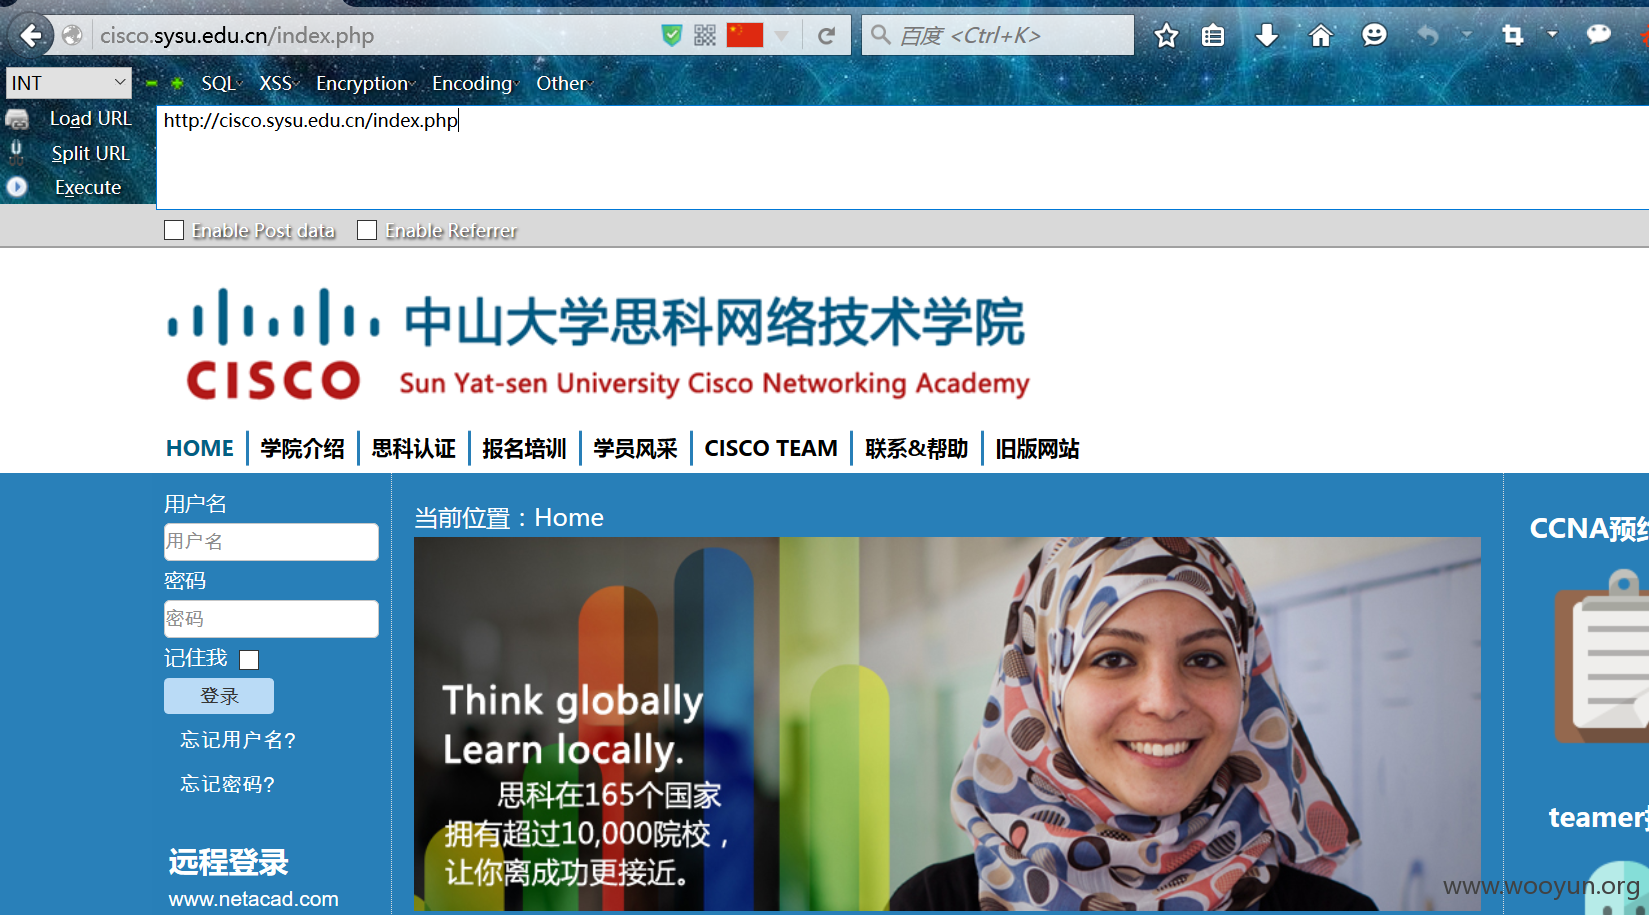 cisco.sysu.edu.cn/index.php
百度 <Ctrl+K>
INT
SQL XSS Encryption Encoding Other
Load URL
http://cisco.sysu.edu.cn/index.php
Split URL
Execute
Enable Post data Enable Referrer
中山大学思科网络技术学院
CISCO
Sun Yat-sen University Cisco Networking Academy
HOME 学院介绍 思科认证 报名培训 学员风采 CISCO TEAM 联系&帮助 旧版网站
用户名
用户名
密码
密码
记住我
登录
忘记用户名?
忘记密码?
远程登录
www.netacad.com
当前位置：Home
Think globally
Learn locally.
思科在165个国家
拥有超过10,000院校，
让你离成功更接近。
CCNA预
teamer
www.wooyun.org